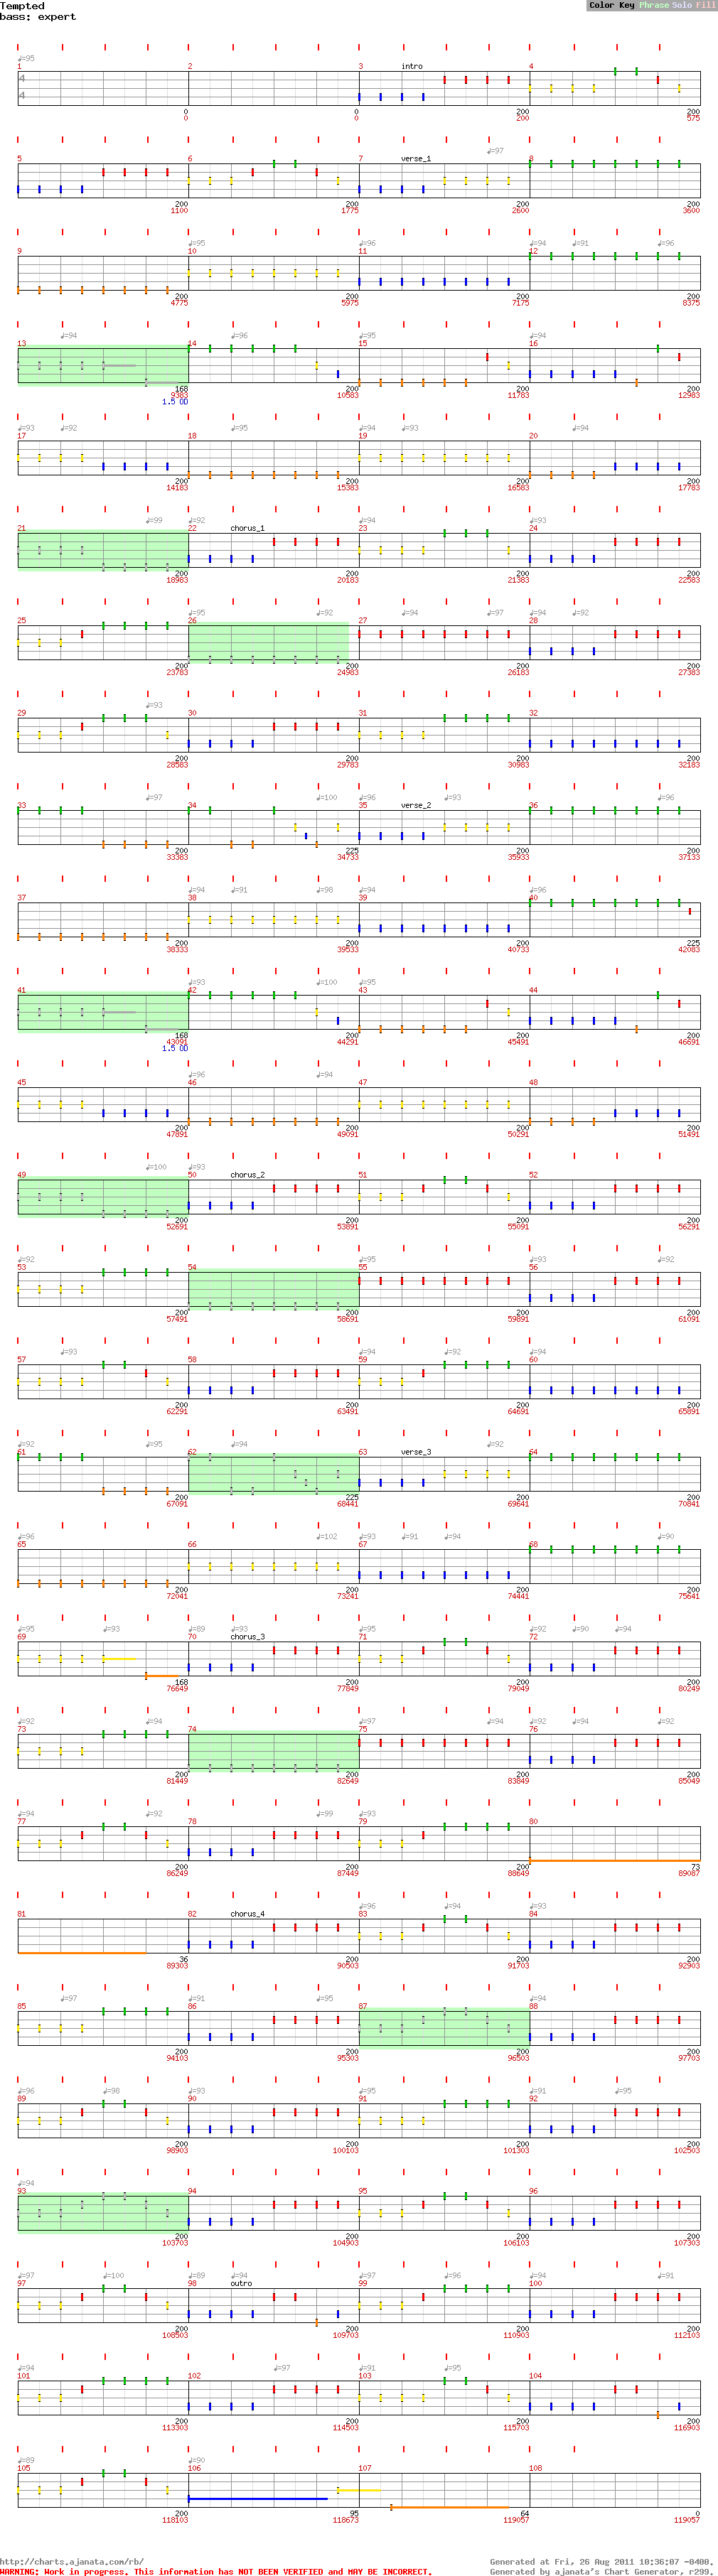 Tempted
Color Key Phrase Solo Fill
bass: expert
♩=95
1 2 3 intro 4
4
4
0 0 200 200
0 0 200 575
♩=97
5 6 7 verse_1 8
200 200 200 200
1100 1775 2600 3600
♩=95 ♩=96 ♩=94 ♩=91 ♩=96
9 10 11 12
200 200 200 200
4775 5975 7175 8375
♩=94 ♩=96 ♩=95 ♩=94
13 14 15 16
168 200 200 200
9383 10583 11783 12983
1.5 OD
♩=93 ♩=92 ♩=95 ♩=94 ♩=93 ♩=94
17 18 19 20
200 200 200 200
14183 15383 16583 17783
♩=99 ♩=92 ♩=94 ♩=93
21 22 chorus_1 23 24
200 200 200 200
18983 20183 21383 22583
♩=95 ♩=92 ♩=94 ♩=97 ♩=94 ♩=92
25 26 27 28
200 200 200 200
23783 24983 26183 27383
♩=93
29 30 31 32
200 200 200 200
28583 29783 30983 32183
♩=97 ♩=100 ♩=96 ♩=93 ♩=96
33 34 35 verse_2 36
200 225 200 200
33383 34733 35933 37133
♩=94 ♩=91 ♩=98 ♩=94 ♩=96
37 38 39 40
200 200 200 225
38333 39533 40733 42083
♩=93 ♩=100 ♩=95
41 42 43 44
168 200 200 200
43091 44291 45491 46691
1.5 OD
♩=96 ♩=94
45 46 47 48
200 200 200 200
47891 49091 50291 51491
♩=100 ♩=93
49 50 chorus_2 51 52
200 200 200 200
52691 53891 55091 56291
♩=92 ♩=95 ♩=93 ♩=92
53 54 55 56
200 200 200 200
57491 58691 59891 61091
♩=93 ♩=94 ♩=92 ♩=94
57 58 59 60
200 200 200 200
62291 63491 64691 65891
♩=92 ♩=95 ♩=94 ♩=92
61 62 63 verse_3 64
200 225 200 200
67091 68441 69641 70841
♩=96 ♩=102 ♩=93 ♩=91 ♩=94 ♩=90
65 66 67 68
200 200 200 200
72041 73241 74441 75641
♩=95 ♩=93 ♩=89 ♩=93 ♩=95 ♩=92 ♩=90 ♩=94
69 70 chorus_3 71 72
168 200 200 200
76649 77849 79049 80249
♩=92 ♩=94 ♩=97 ♩=94 ♩=92 ♩=94 ♩=92
73 74 75 76
200 200 200 200
81449 82649 83849 85049
♩=94 ♩=92 ♩=99 ♩=93
77 78 79 80
200 200 200 73
86249 87449 88649 89087
♩=96 ♩=94 ♩=93
81 82 chorus_4 83 84
36 200 200 200
89303 90503 91703 92903
♩=97 ♩=91 ♩=95 ♩=94
85 86 87 88
200 200 200 200
94103 95303 96503 97703
♩=96 ♩=98 ♩=93 ♩=95 ♩=91 ♩=95
89 90 91 92
200 200 200 200
98903 100103 101303 102503
♩=94
93 94 95 96
200 200 200 200
103703 104903 106103 107303
♩=97 ♩=100 ♩=89 ♩=94 ♩=97 ♩=96 ♩=94 ♩=91
97 98 outro 99 100
200 200 200 200
108503 109703 110903 112103
♩=94 ♩=97 ♩=91 ♩=95
101 102 103 104
200 200 200 200
113303 114503 115703 116903
♩=89 ♩=90
105 106 107 108
200 95 64 0
118103 118673 119057 119057
http://charts.ajanata.com/rb/
Generated at Fri, 26 Aug 2011 10:36:07 -0400.
WARNING: Work in progress. This information has NOT BEEN VERIFIED and MAY BE INCORRECT.
Generated by ajanata's Chart Generator, r299.